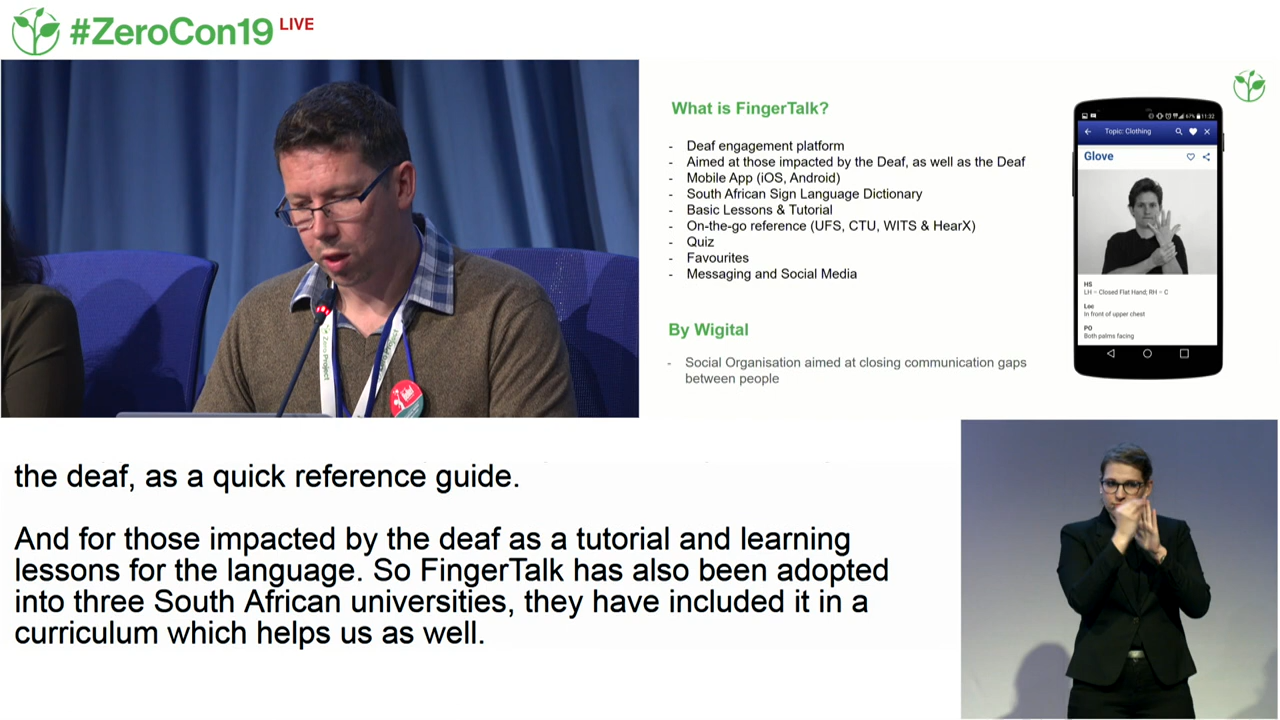 #ZeroCon19 LIVE
What is FingerTalk?
- Deaf engagement platform
- Aimed at those impacted by the Deaf, as well as the Deaf
- Mobile App (iOS, Android)
- South African Sign Language Dictionary
- Basic Lessons & Tutorial
- On-the-go reference (UFS, CTU, WITS & HearX)
- Quiz
- Favourites
- Messaging and Social Media
By Wigital
- Social Organisation aimed at closing communication gaps
between people
67% 11:32
Topic: Clothing
Glove
HS
LH – Closed Flat Hand; RH – C
Loc
In front of upper chest
PO
Both palms facing
Zero Project
the deaf, as a quick reference guide.
And for those impacted by the deaf as a tutorial and learning
lessons for the language. So FingerTalk has also been adopted
into three South African universities, they have included it in a
curriculum which helps us as well.